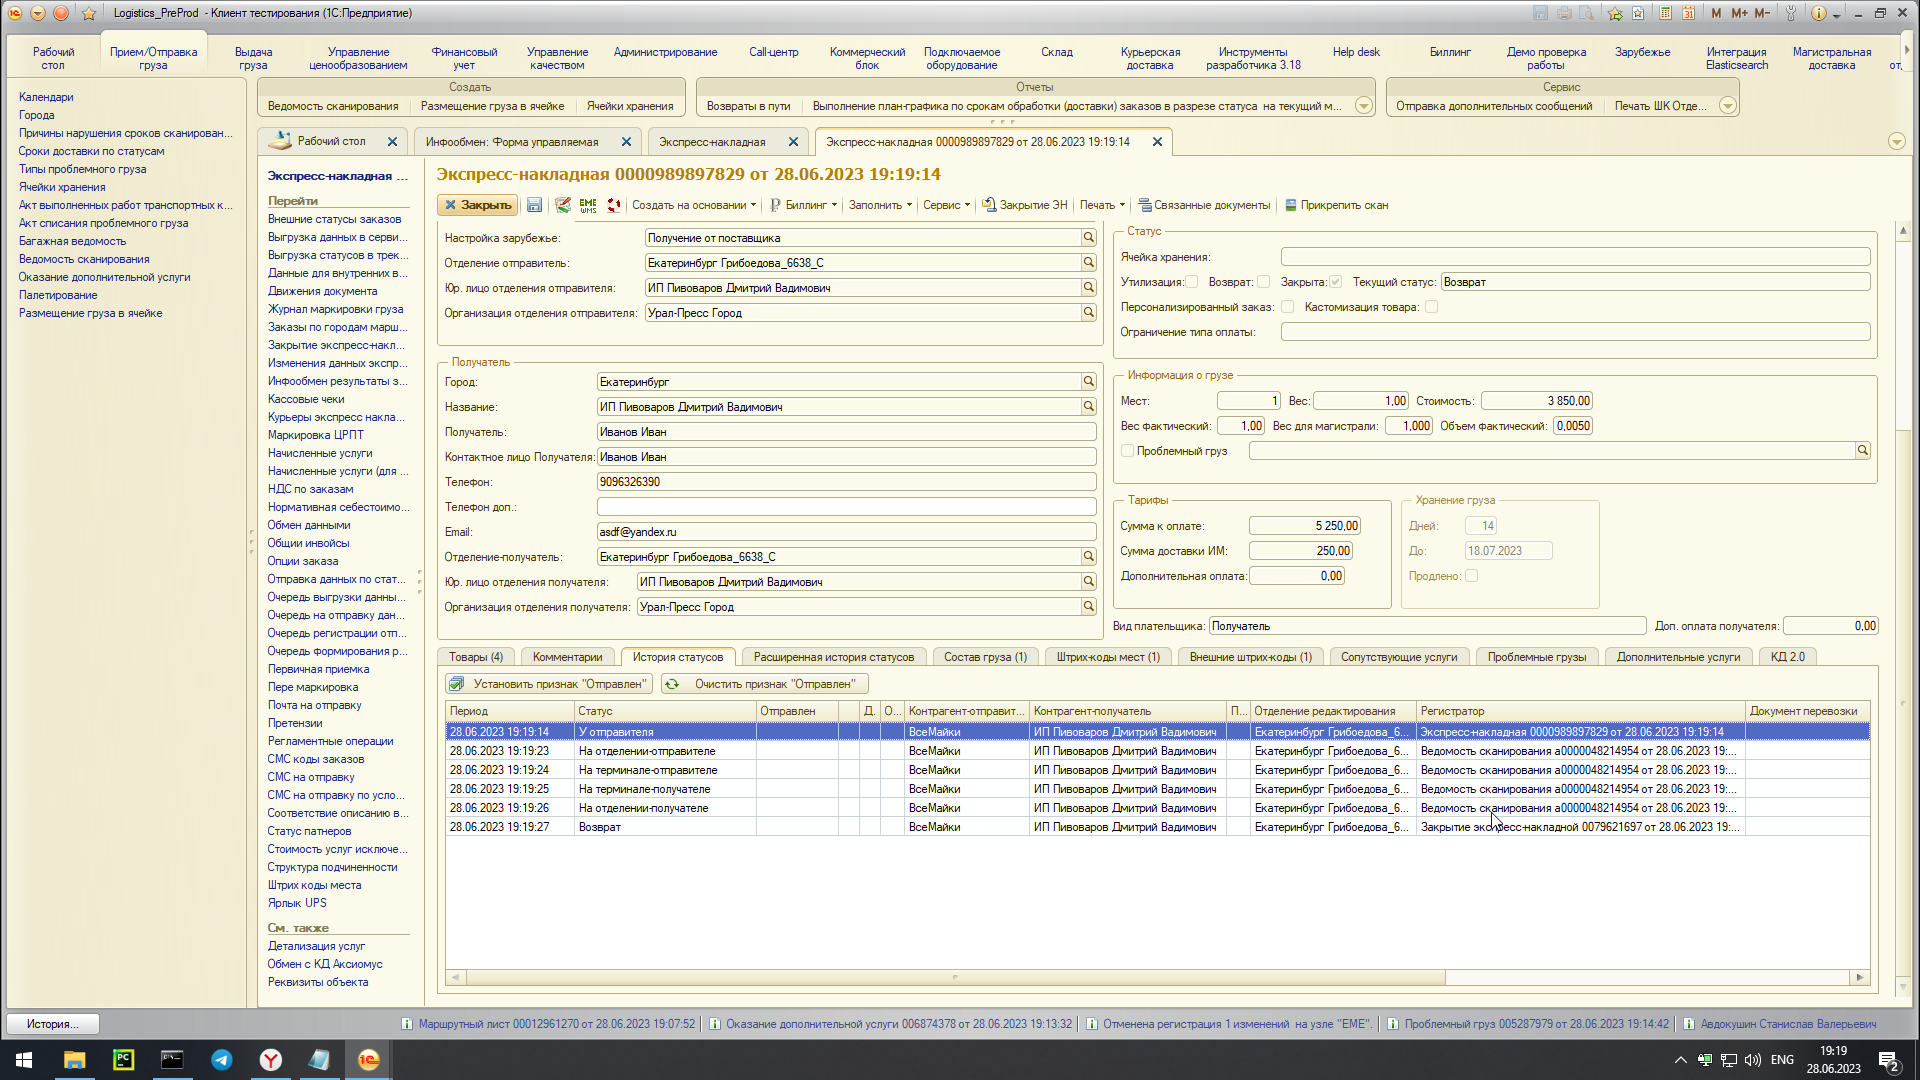 Logistics_PreProd - Клиент тестирования (1С:Предприятие)
M M+ M-
Рабочий стол
Прием/Отправка груза
Выдача груза
Управление ценообразованием
Финансовый учет
Управление качеством
Администрирование
Call-центр
Коммерческий блок
Подключаемое оборудование
Склад
Курьерская доставка
Инструменты разработчика 3.18
Help desk
Биллинг
Демо проверка работы
Зарубежье
Интеграция Elasticsearch
Магистральная доставка
Календари
Города
Причины нарушения сроков сканирован...
Сроки доставки по статусам
Типы проблемного груза
Ячейки хранения
Акт выполненных работ транспортных к...
Акт списания проблемного груза
Багажная ведомость
Ведомость сканирования
Оказание дополнительной услуги
Палетирование
Размещение груза в ячейке
Создать
Ведомость сканирования Размещение груза в ячейке Ячейки хранения
Отчеты
Возвраты в пути Выполнение план-графика по срокам обработки (доставки) заказов в разрезе статуса на текущий м...
Сервис
Отправка дополнительных сообщений Печать ШК Отде...
Рабочий стол
Инфообмен: Форма управляемая
Экспресс-накладная
Экспресс-накладная 0000989897829 от 28.06.2023 19:19:14
Экспресс-накладная ...
Перейти
Внешние статусы заказов
Выгрузка данных в серви...
Выгрузка статусов в трек...
Данные для внутренних в...
Движения документа
Журнал маркировки груза
Заказы по городам марш...
Закрытие экспресс-накл...
Изменения данных экспр...
Инфообмен результаты з...
Кассовые чеки
Курьеры экспресс накла...
Маркировка ЦРПТ
Начисленные услуги
Начисленные услуги (для ...
НДС по заказам
Нормативная себестоимо...
Обмен данными
Общии инвойсы
Опции заказа
Отправка данных по стат...
Очередь выгрузки данны...
Очередь на отправку дан...
Очередь регистрации отп...
Очередь формирования р...
Первичная приемка
Пере маркировка
Почта на отправку
Претензии
Регламентные операции
СМС коды заказов
СМС на отправку
СМС на отправку по усло...
Соответствие описанию в...
Статус патнеров
Стоимость услуг исключе...
Структура подчиненности
Штрих коды места
Ярлык UPS
См. также
Детализация услуг
Обмен с КД Аксиомус
Реквизиты объекта
Экспресс-накладная 0000989897829 от 28.06.2023 19:19:14
Закрыть EME WMS Создать на основании Биллинг Заполнить Сервис Закрытие ЭН Печать Связанные документы Прикрепить скан
Настройка зарубежье: Получение от поставщика
Отделение отправитель: Екатеринбург Грибоедова_6638_С
Юр. лицо отделения отправителя: ИП Пивоваров Дмитрий Вадимович
Организация отделения отправителя: Урал-Пресс Город
Получатель
Город: Екатеринбург
Название: ИП Пивоваров Дмитрий Вадимович
Получатель: Иванов Иван
Контактное лицо Получателя: Иванов Иван
Телефон: 9096326390
Телефон доп.:
Email: asdf@yandex.ru
Отделение-получатель: Екатеринбург Грибоедова_6638_С
Юр. лицо отделения получателя: ИП Пивоваров Дмитрий Вадимович
Организация отделения получателя: Урал-Пресс Город
Статус
Ячейка хранения:
Утилизация: Возврат: Закрыта: Текущий статус: Возврат
Персонализированный заказ: Кастомизация товара:
Ограничение типа оплаты:
Информация о грузе
Мест: 1 Вес: 1,00 Стоимость: 3 850,00
Вес фактический: 1,00 Вес для магистрали: 1,000 Объем фактический: 0,0050
Проблемный груз
Тарифы
Сумма к оплате: 5 250,00
Сумма доставки ИМ: 250,00
Дополнительная оплата: 0,00
Хранение груза
Дней: 14
До: 18.07.2023
Продлено:
Вид плательщика: Получатель Доп. оплата получателя: 0,00
Товары (4) Комментарии История статусов Расширенная история статусов Состав груза (1) Штрих-коды мест (1) Внешние штрих-коды (1) Сопутствующие услуги Проблемные грузы Дополнительные услуги КД 2.0
Установить признак "Отправлен" Очистить признак "Отправлен"
Период Статус Отправлен Д. О... Контрагент-отправит... Контрагент-получатель П... Отделение редактирования Регистратор Документ перевозки
28.06.2023 19:19:14 У отправителя ВсеМайки ИП Пивоваров Дмитрий Вадимович Екатеринбург Грибоедова_6... Экспресс-накладная 0000989897829 от 28.06.2023 19:19:14
28.06.2023 19:19:23 На отделении-отправителе ВсеМайки ИП Пивоваров Дмитрий Вадимович Екатеринбург Грибоедова_6... Ведомость сканирования а0000048214954 от 28.06.2023 19:...
28.06.2023 19:19:24 На терминале-отправителе ВсеМайки ИП Пивоваров Дмитрий Вадимович Екатеринбург Грибоедова_6... Ведомость сканирования а0000048214954 от 28.06.2023 19:...
28.06.2023 19:19:25 На терминале-получателе ВсеМайки ИП Пивоваров Дмитрий Вадимович Екатеринбург Грибоедова_6... Ведомость сканирования а0000048214954 от 28.06.2023 19:...
28.06.2023 19:19:26 На отделении-получателе ВсеМайки ИП Пивоваров Дмитрий Вадимович Екатеринбург Грибоедова_6... Ведомость сканирования а0000048214954 от 28.06.2023 19:...
28.06.2023 19:19:27 Возврат ВсеМайки ИП Пивоваров Дмитрий Вадимович Екатеринбург Грибоедова_6... Закрытие экспресс-накладной 0079621697 от 28.06.2023 19:...
История... Маршрутный лист 00012961270 от 28.06.2023 19:07:52 Оказание дополнительной услуги 006874378 от 28.06.2023 19:13:32 Отменена регистрация 1 изменений на узле "EME". Проблемный груз 005287979 от 28.06.2023 19:14:42 Авдокушин Станислав Валерьевич
ENG
19:19
28.06.2023
2